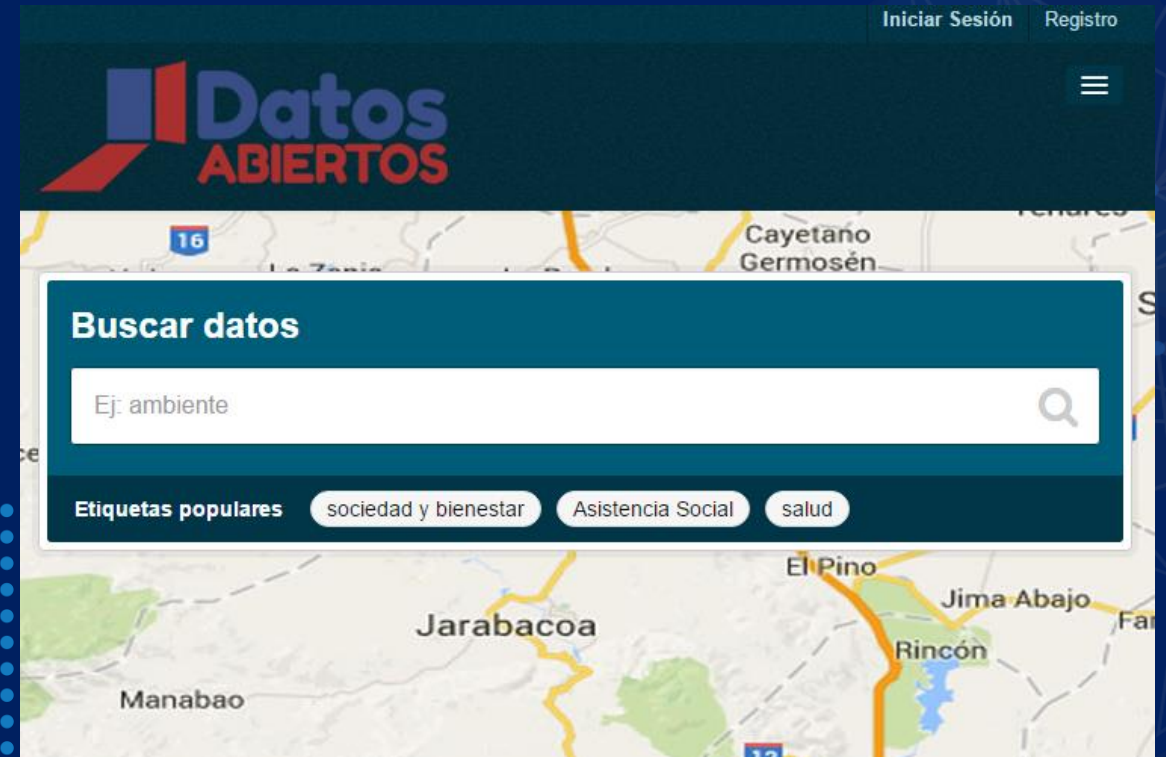 Iniciar Sesión Registro
Datos
ABIERTOS
16
Cayetano
Germosén
Buscar datos
Ej: ambiente
Etiquetas populares sociedad y bienestar Asistencia Social salud
El Pino
Jima Abajo
Jarabacoa
Rincón
Manabao